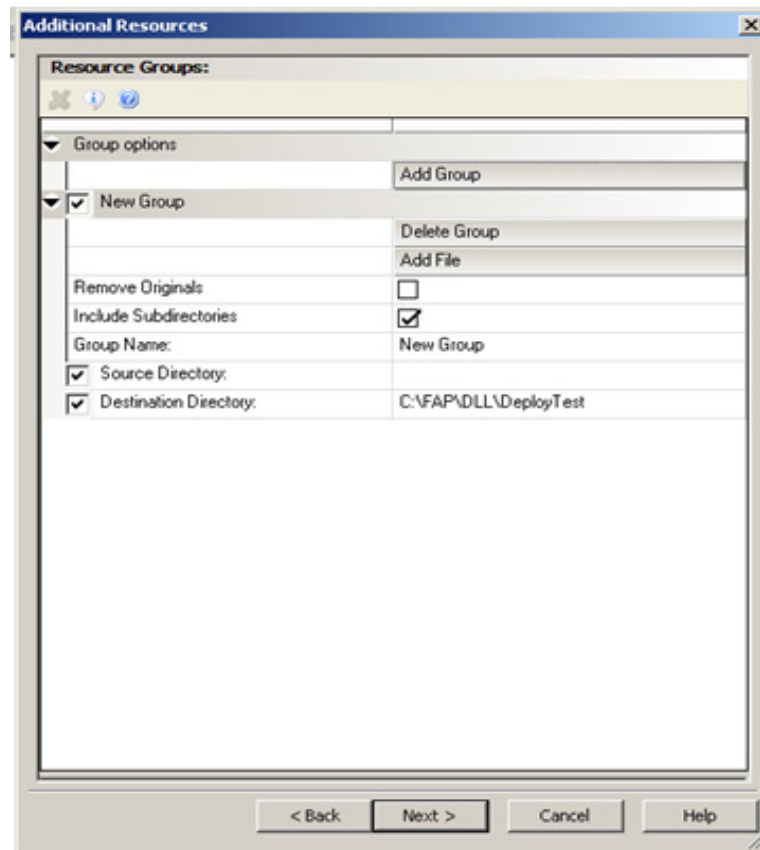 Additional Resources
Resource Groups:
Group options
Add Group
New Group
Delete Group
Add File
Remove Originals
Include Subdirectories
Group Name: New Group
Source Directory:
Destination Directory: C:\FAP\DLL\DeployTest
< Back Next > Cancel Help